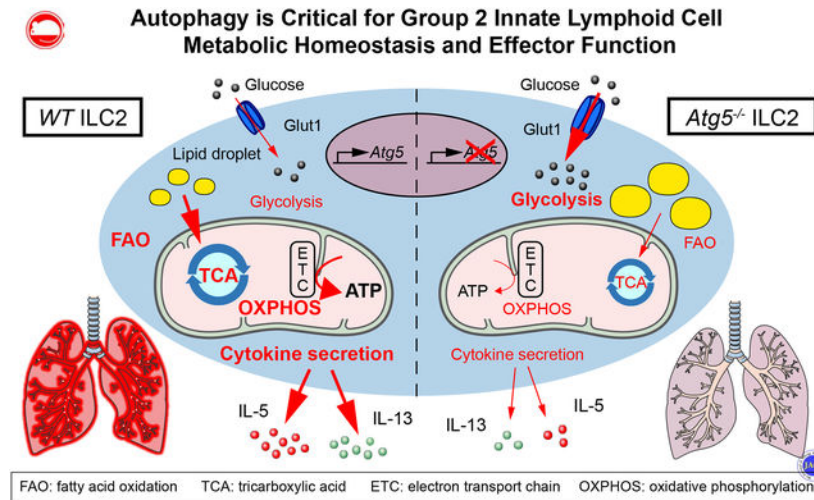 Autophagy is Critical for Group 2 Innate Lymphoid Cell
Metabolic Homeostasis and Effector Function
WT ILC2
Glucose
Glut1
Lipid droplet
Glycolysis
FAO
TCA
ETC
OXPHOS
ATP
Cytokine secretion
IL-5
IL-13
Atg5
Atg5
Atg5-/- ILC2
Glucose
Glut1
Glycolysis
FAO
TCA
ETC
OXPHOS
ATP
Cytokine secretion
IL-13
IL-5
FAO: fatty acid oxidation TCA: tricarboxylic acid ETC: electron transport chain OXPHOS: oxidative phosphorylation